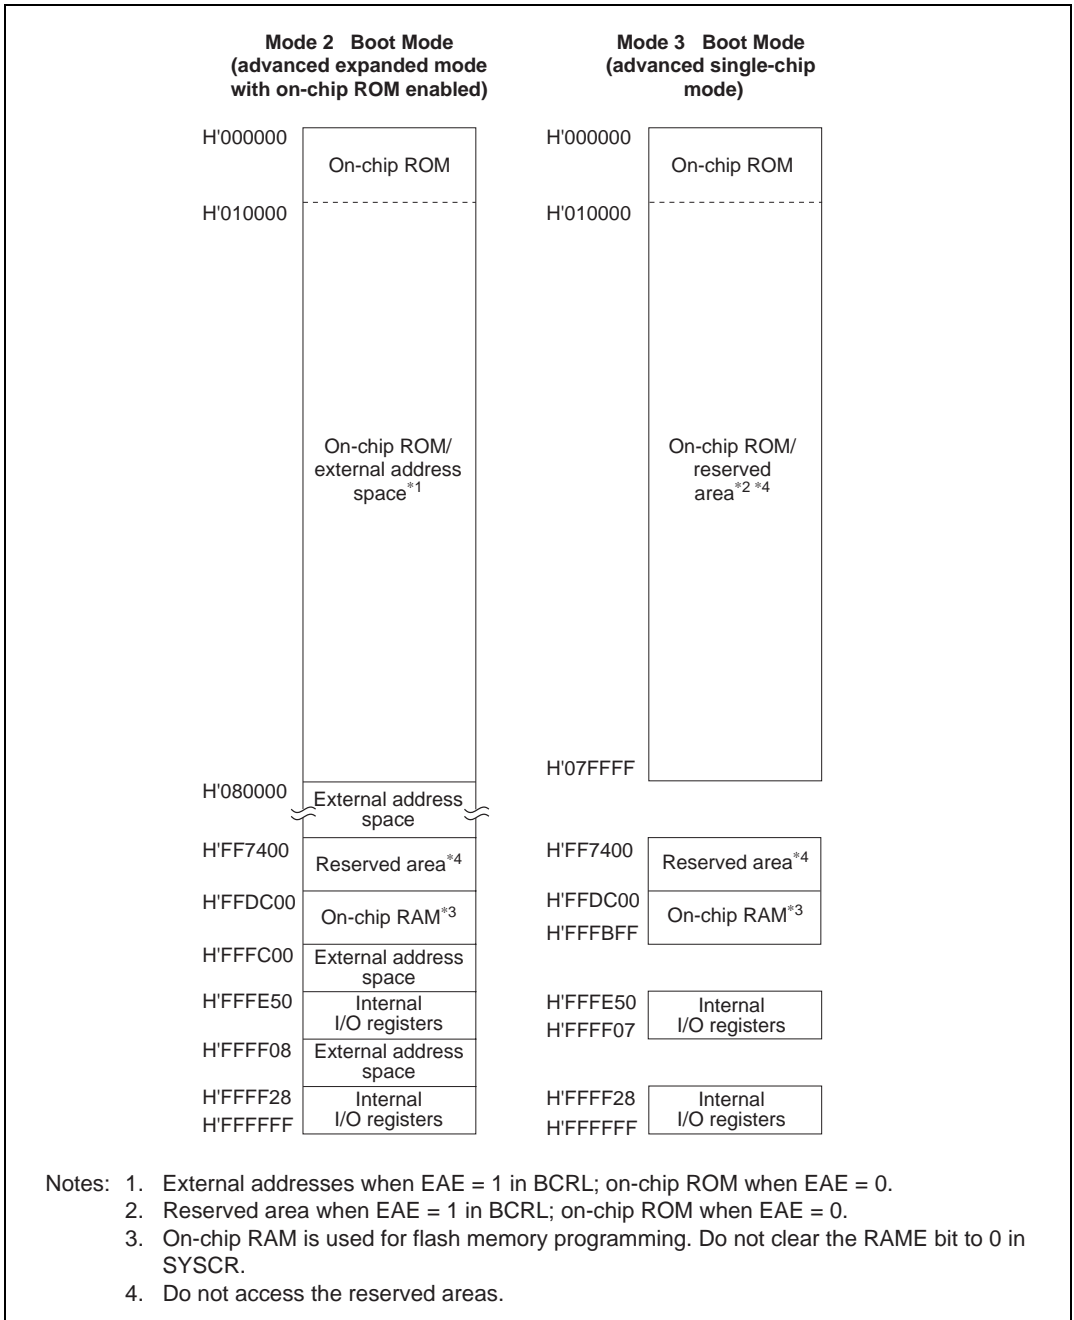 Mode 2 Boot Mode
(advanced expanded mode
with on-chip ROM enabled)
H'000000
On-chip ROM
H'010000
On-chip ROM/
external address
space*1
H'080000
External address
space
H'FF7400
Reserved area*4
H'FFDC00
On-chip RAM*3
H'FFFC00
External address
space
H'FFFE50
Internal
I/O registers
H'FFFF08
External address
space
H'FFFF28
Internal
I/O registers
H'FFFFFF
Mode 3 Boot Mode
(advanced single-chip
mode)
H'000000
On-chip ROM
H'010000
On-chip ROM/
reserved
area*2 *4
H'07FFFF
H'FF7400
Reserved area*4
H'FFDC00
On-chip RAM*3
H'FFFBFF
H'FFFE50
Internal
I/O registers
H'FFFF07
H'FFFF28
Internal
I/O registers
H'FFFFFF
Notes: 1. External addresses when EAE = 1 in BCRL; on-chip ROM when EAE = 0.
2. Reserved area when EAE = 1 in BCRL; on-chip ROM when EAE = 0.
3. On-chip RAM is used for flash memory programming. Do not clear the RAME bit to 0 in
SYSCR.
4. Do not access the reserved areas.